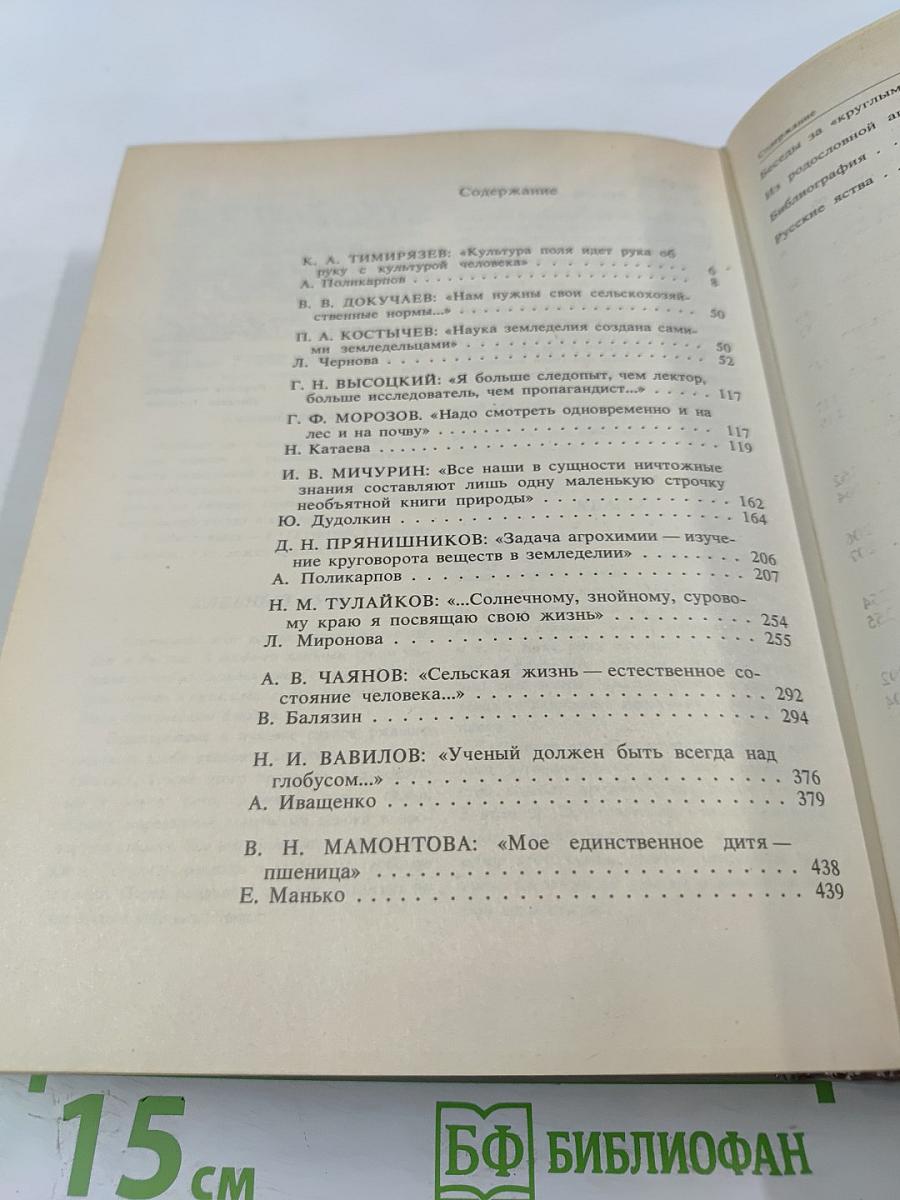 Содержание
К. А. ТИМИРЯЗЕВ: «Культура поля идет рука об
руку с культурой человека» . . . . . . . . . . . . 6
А. Поликарпов . . . . . . . . . . . . . . . . . . . . . . 8
В. В. ДОКУЧАЕВ: «Нам нужны свои сельскохозяй-
ственные нормы...» . . . . . . . . . . . . . . . . . . 50
П. А. КОСТЫЧЕВ: «Наука земледелия создана сами-
ми земледельцами» . . . . . . . . . . . . . . . . . . 50
Л. Чернова . . . . . . . . . . . . . . . . . . . . . . . . 52
Г. Н. ВЫСОЦКИЙ: «Я больше следопыт, чем лектор,
больше исследователь, чем пропагандист...» . . . . . 117
Г. Ф. МОРОЗОВ. «Надо смотреть одновременно и на
лес и на почву» . . . . . . . . . . . . . . . . . . . . . 117
Н. Катаева . . . . . . . . . . . . . . . . . . . . . . . . 119
И. В. МИЧУРИН: «Все наши в сущности ничтожные
знания составляют лишь одну маленькую строчку
необъятной книги природы» . . . . . . . . . . . . . . 162
Ю. Дудолкин . . . . . . . . . . . . . . . . . . . . . . . 164
Д. Н. ПРЯНИШНИКОВ: «Задача агрохимии — изуче-
ние круговорота веществ в земледелии» . . . . . . . . 206
А. Поликарпов . . . . . . . . . . . . . . . . . . . . . . 207
Н. М. ТУЛАЙКОВ: «...Солнечному, знойному, сурово-
му краю я посвящаю свою жизнь» . . . . . . . . . . 254
Л. Миронова . . . . . . . . . . . . . . . . . . . . . . . 255
А. В. ЧАЯНОВ: «Сельская жизнь — естественное со-
стояние человека...» . . . . . . . . . . . . . . . . . . 292
В. Балязин . . . . . . . . . . . . . . . . . . . . . . . . 294
Н. И. ВАВИЛОВ: «Ученый должен быть всегда над
глобусом...» . . . . . . . . . . . . . . . . . . . . . . . 376
А. Иващенко . . . . . . . . . . . . . . . . . . . . . . . 379
В. Н. МАМОНТОВА: «Мое единственное дитя —
пшеница» . . . . . . . . . . . . . . . . . . . . . . . . 438
Е. Манько . . . . . . . . . . . . . . . . . . . . . . . . 439
Содержание
Беседы за «круглым
Из родословной
Библиография . .
Русские яства . .
15 см
БФ БИБЛИОФАН